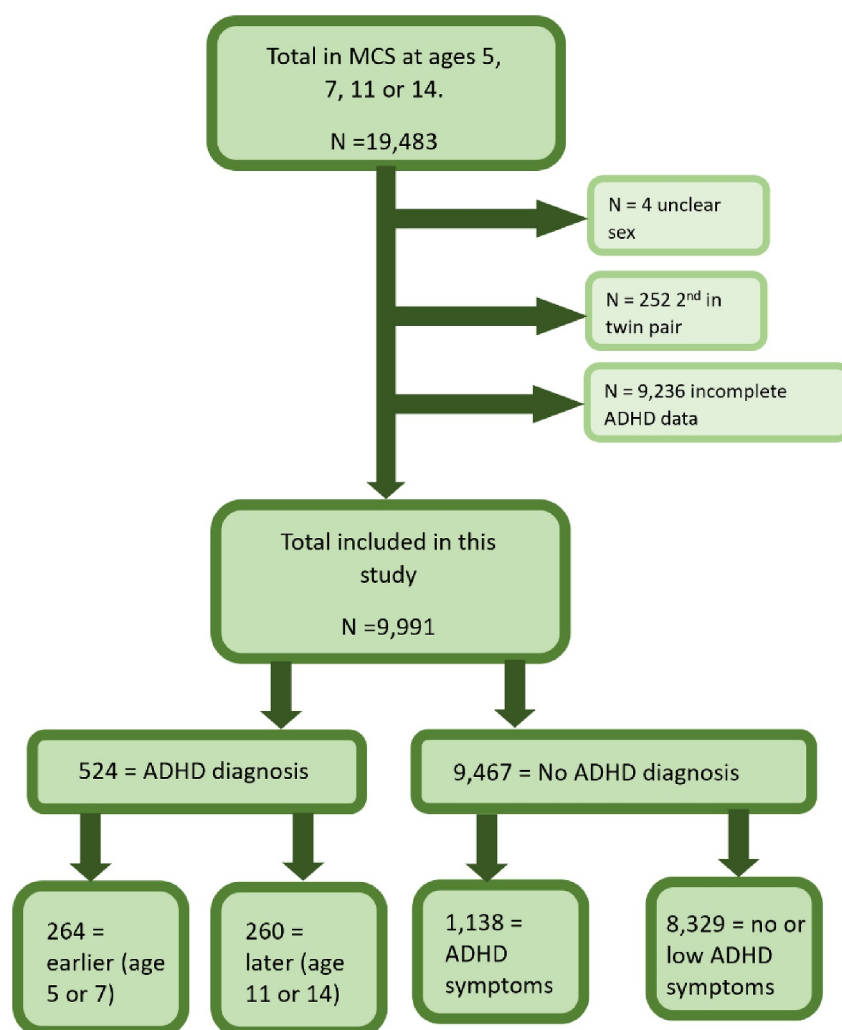 Total in MCS at ages 5,
7, 11 or 14.
N =19,483
N = 4 unclear
sex
N = 252 2nd in
twin pair
N = 9,236 incomplete
ADHD data
Total included in this
study
N =9,991
524 = ADHD diagnosis
9,467 = No ADHD diagnosis
264 =
earlier (age
5 or 7)
260 =
later (age
11 or 14)
1,138 =
ADHD
symptoms
8,329 = no or
low ADHD
symptoms